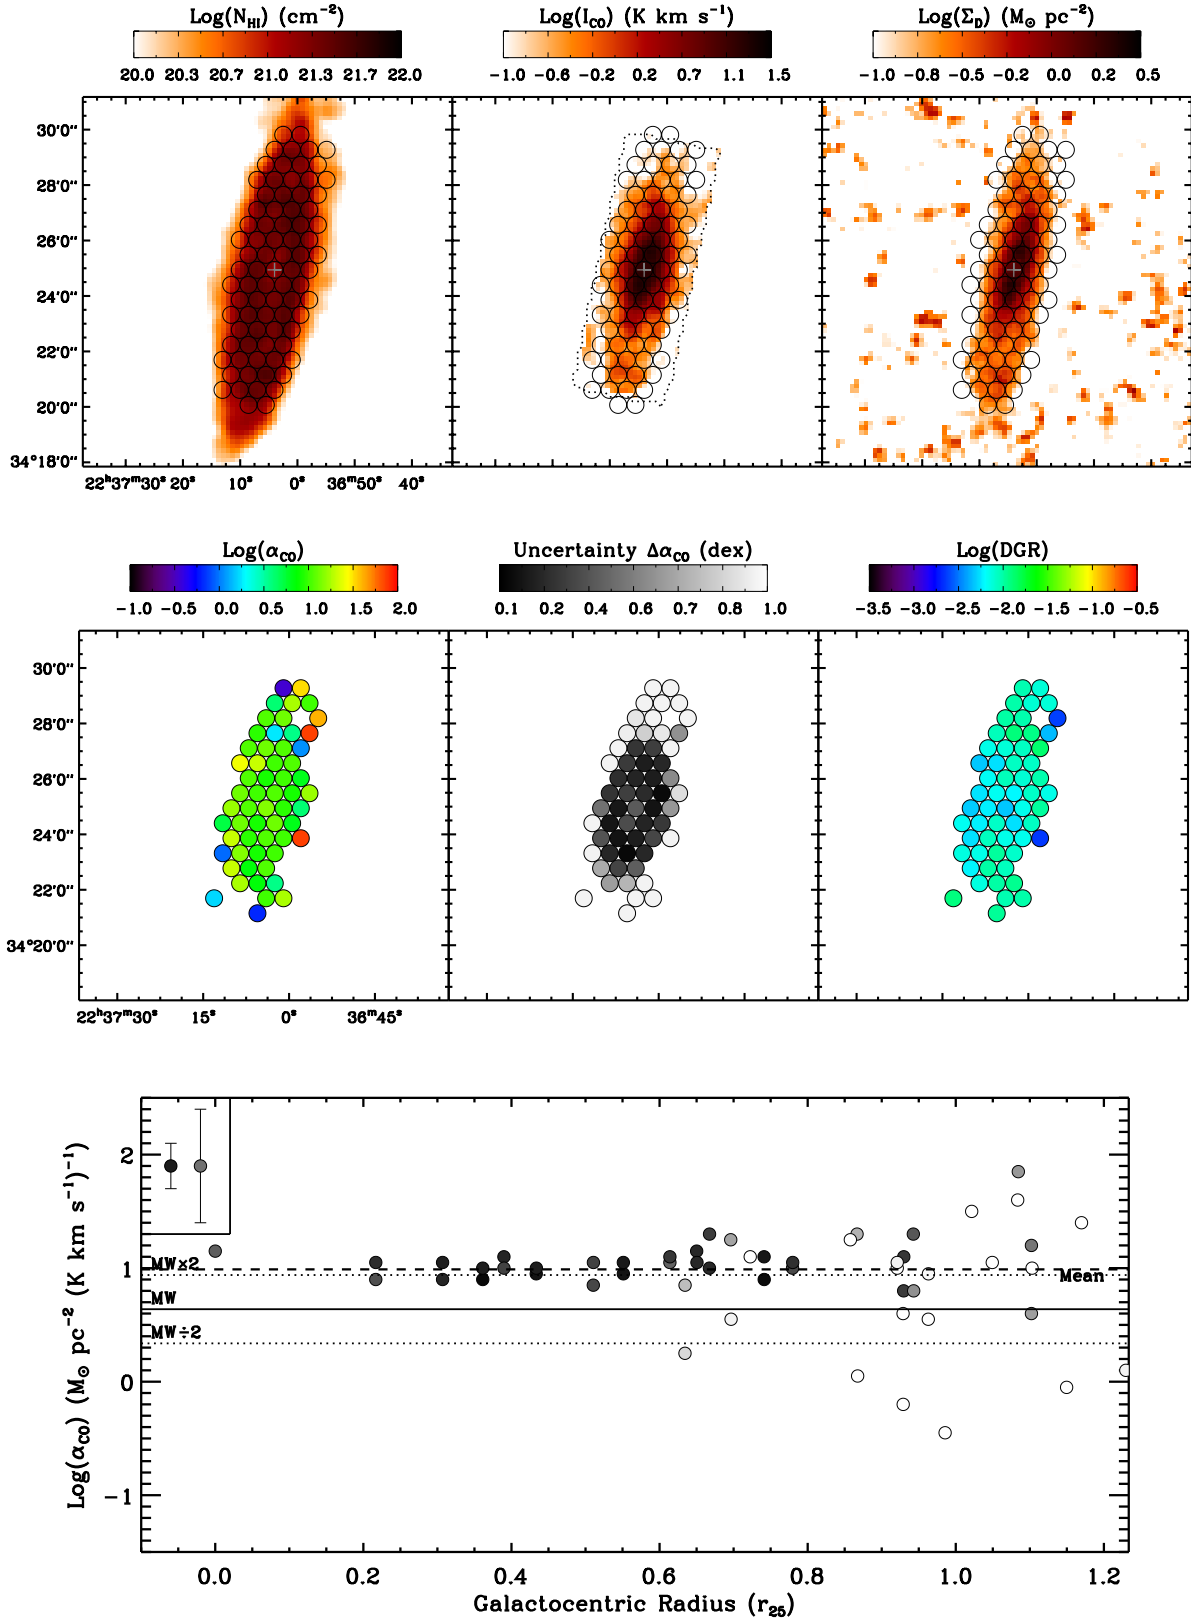 Log(N_HI) (cm⁻²) Log(I_CO) (K km s⁻¹) Log(Σ_D) (M⊙ pc⁻²)
20.0 20.3 20.7 21.0 21.3 21.7 22.0 -1.0 -0.6 -0.2 0.2 0.7 1.1 1.5 -1.0 -0.8 -0.5 -0.2 0.0 0.2 0.5
30'0"
28'0"
26'0"
24'0"
22'0"
20'0"
34°18'0"
22ʰ37ᵐ30ˢ 20ˢ 10ˢ 0ˢ 36ᵐ50ˢ 40ˢ
Log(α_CO) Uncertainty Δα_CO (dex) Log(DGR)
-1.0 -0.5 0.0 0.5 1.0 1.5 2.0 0.1 0.2 0.4 0.6 0.7 0.8 1.0 -3.5 -3.0 -2.5 -2.0 -1.5 -1.0 -0.5
30'0"
28'0"
26'0"
24'0"
22'0"
34°20'0"
22ʰ37ᵐ30ˢ 15ˢ 0ˢ 36ᵐ45ˢ
Log(α_CO) (M⊙ pc⁻² (K km s⁻¹)⁻¹)
2
1
0
-1
MW×2
Mean
MW
MW÷2
0.0 0.2 0.4 0.6 0.8 1.0 1.2
Galactocentric Radius (r₂₅)